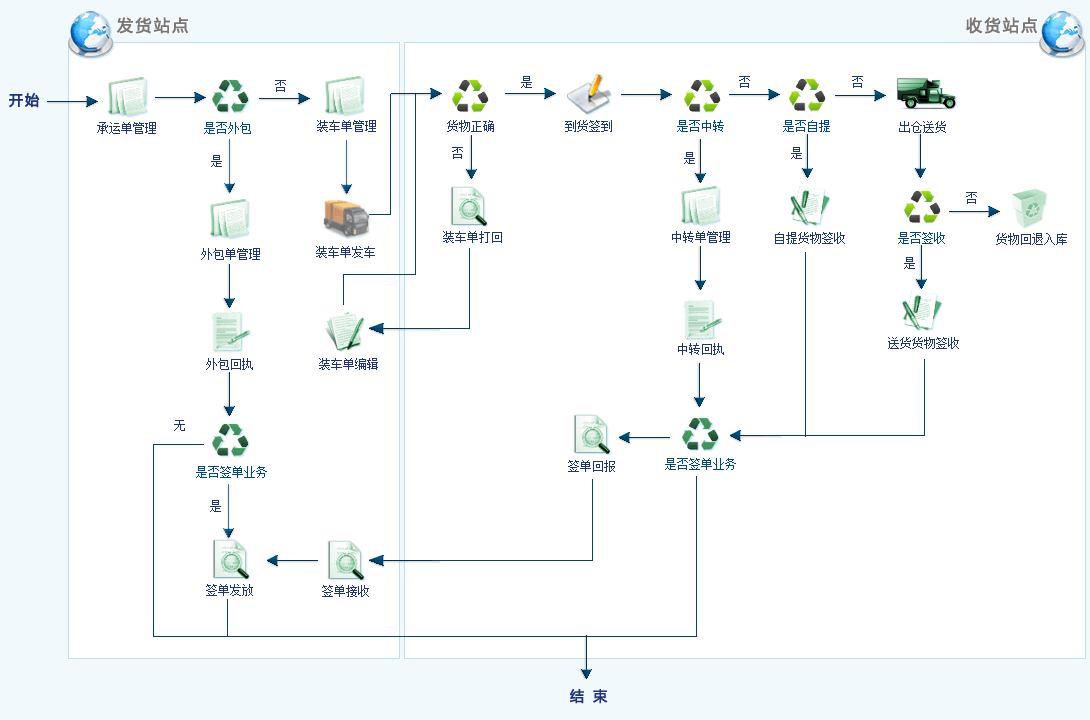 发货站点
收货站点
开始
承运单管理
是否外包
否
装车单管理
货物正确
是
到货签到
是否中转
否
是否自提
否
出仓送货
是
否
是
是
外包单管理
装车单发车
装车单打回
中转单管理
自提货物签收
是否签收
否
货物回退入库
是
外包回执
装车单编辑
中转回执
送货货物签收
无
是否签单业务
签单回报
是否签单业务
是
签单发放
签单接收
结 束